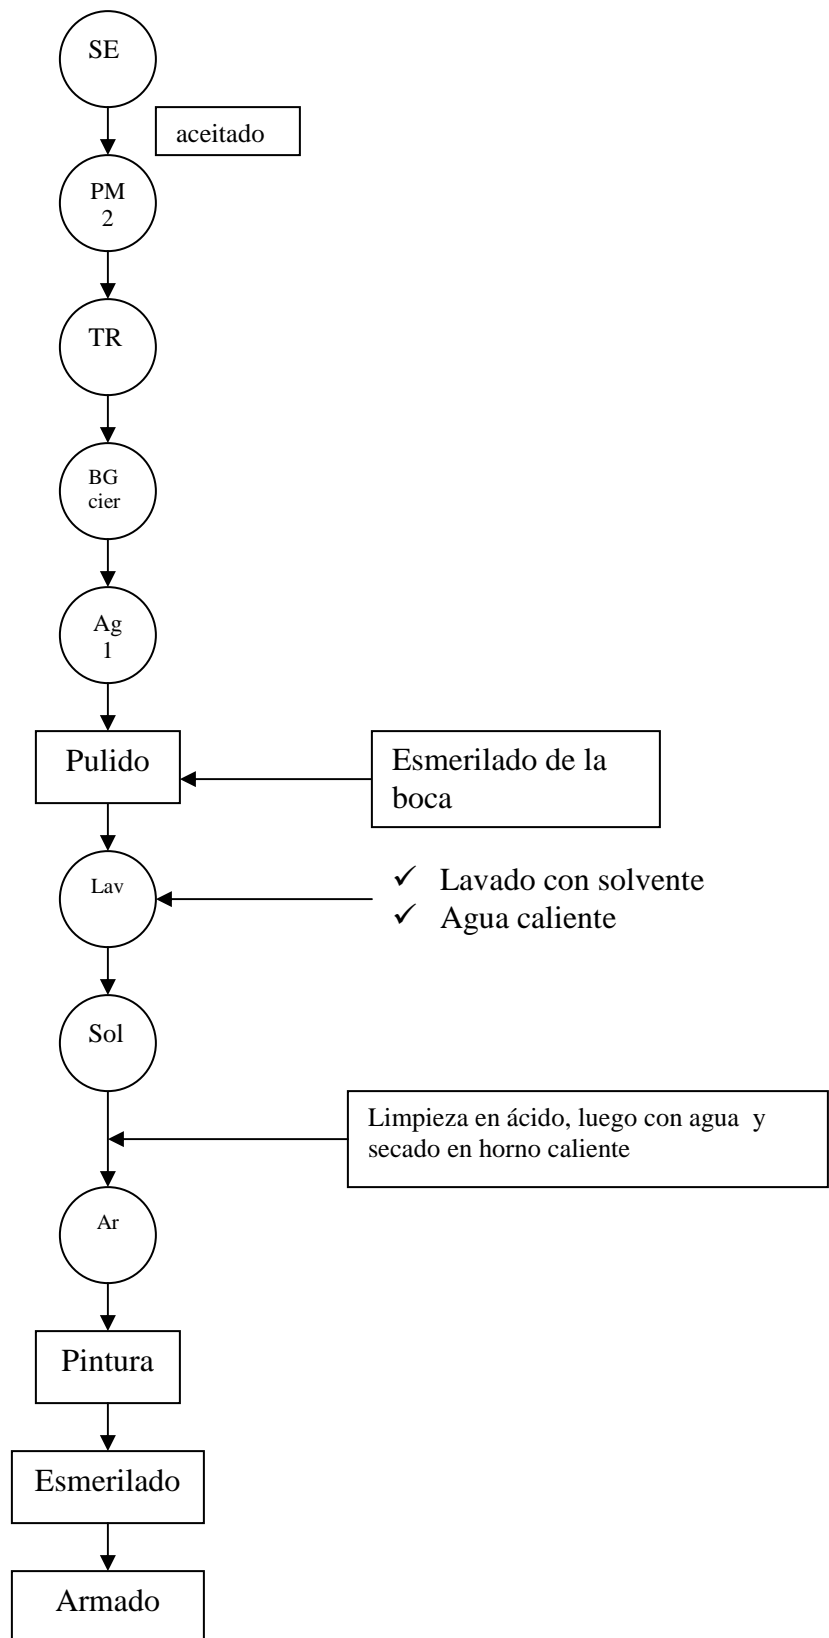 SE
aceitado
PM
2
TR
BG
cier
Ag
1
Pulido
Esmerilado de la
boca
Lav
✓ Lavado con solvente
✓ Agua caliente
Sol
Limpieza en ácido, luego con agua y
secado en horno caliente
Ar
Pintura
Esmerilado
Armado